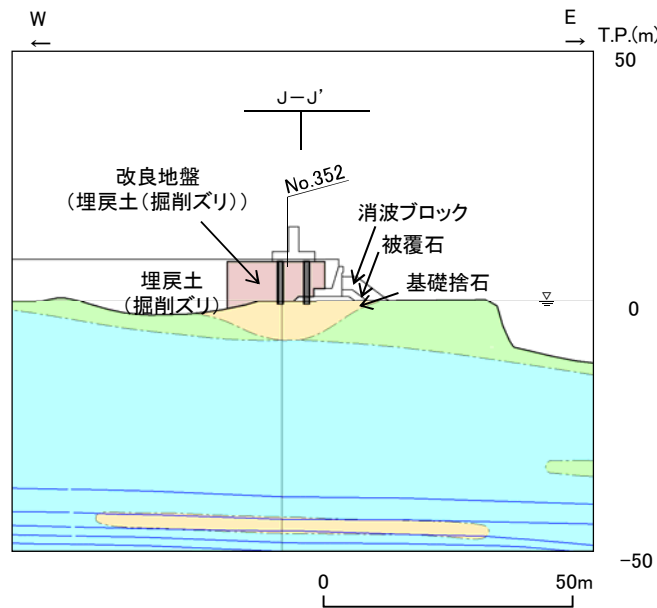 W
E
T.P.(m)
←
→
50
J－J’
No.352
改良地盤
（埋戻土（掘削ズリ））
消波ブロック
被覆石
基礎捨石
埋戻土
（掘削ズリ）
0
-50
0
50m